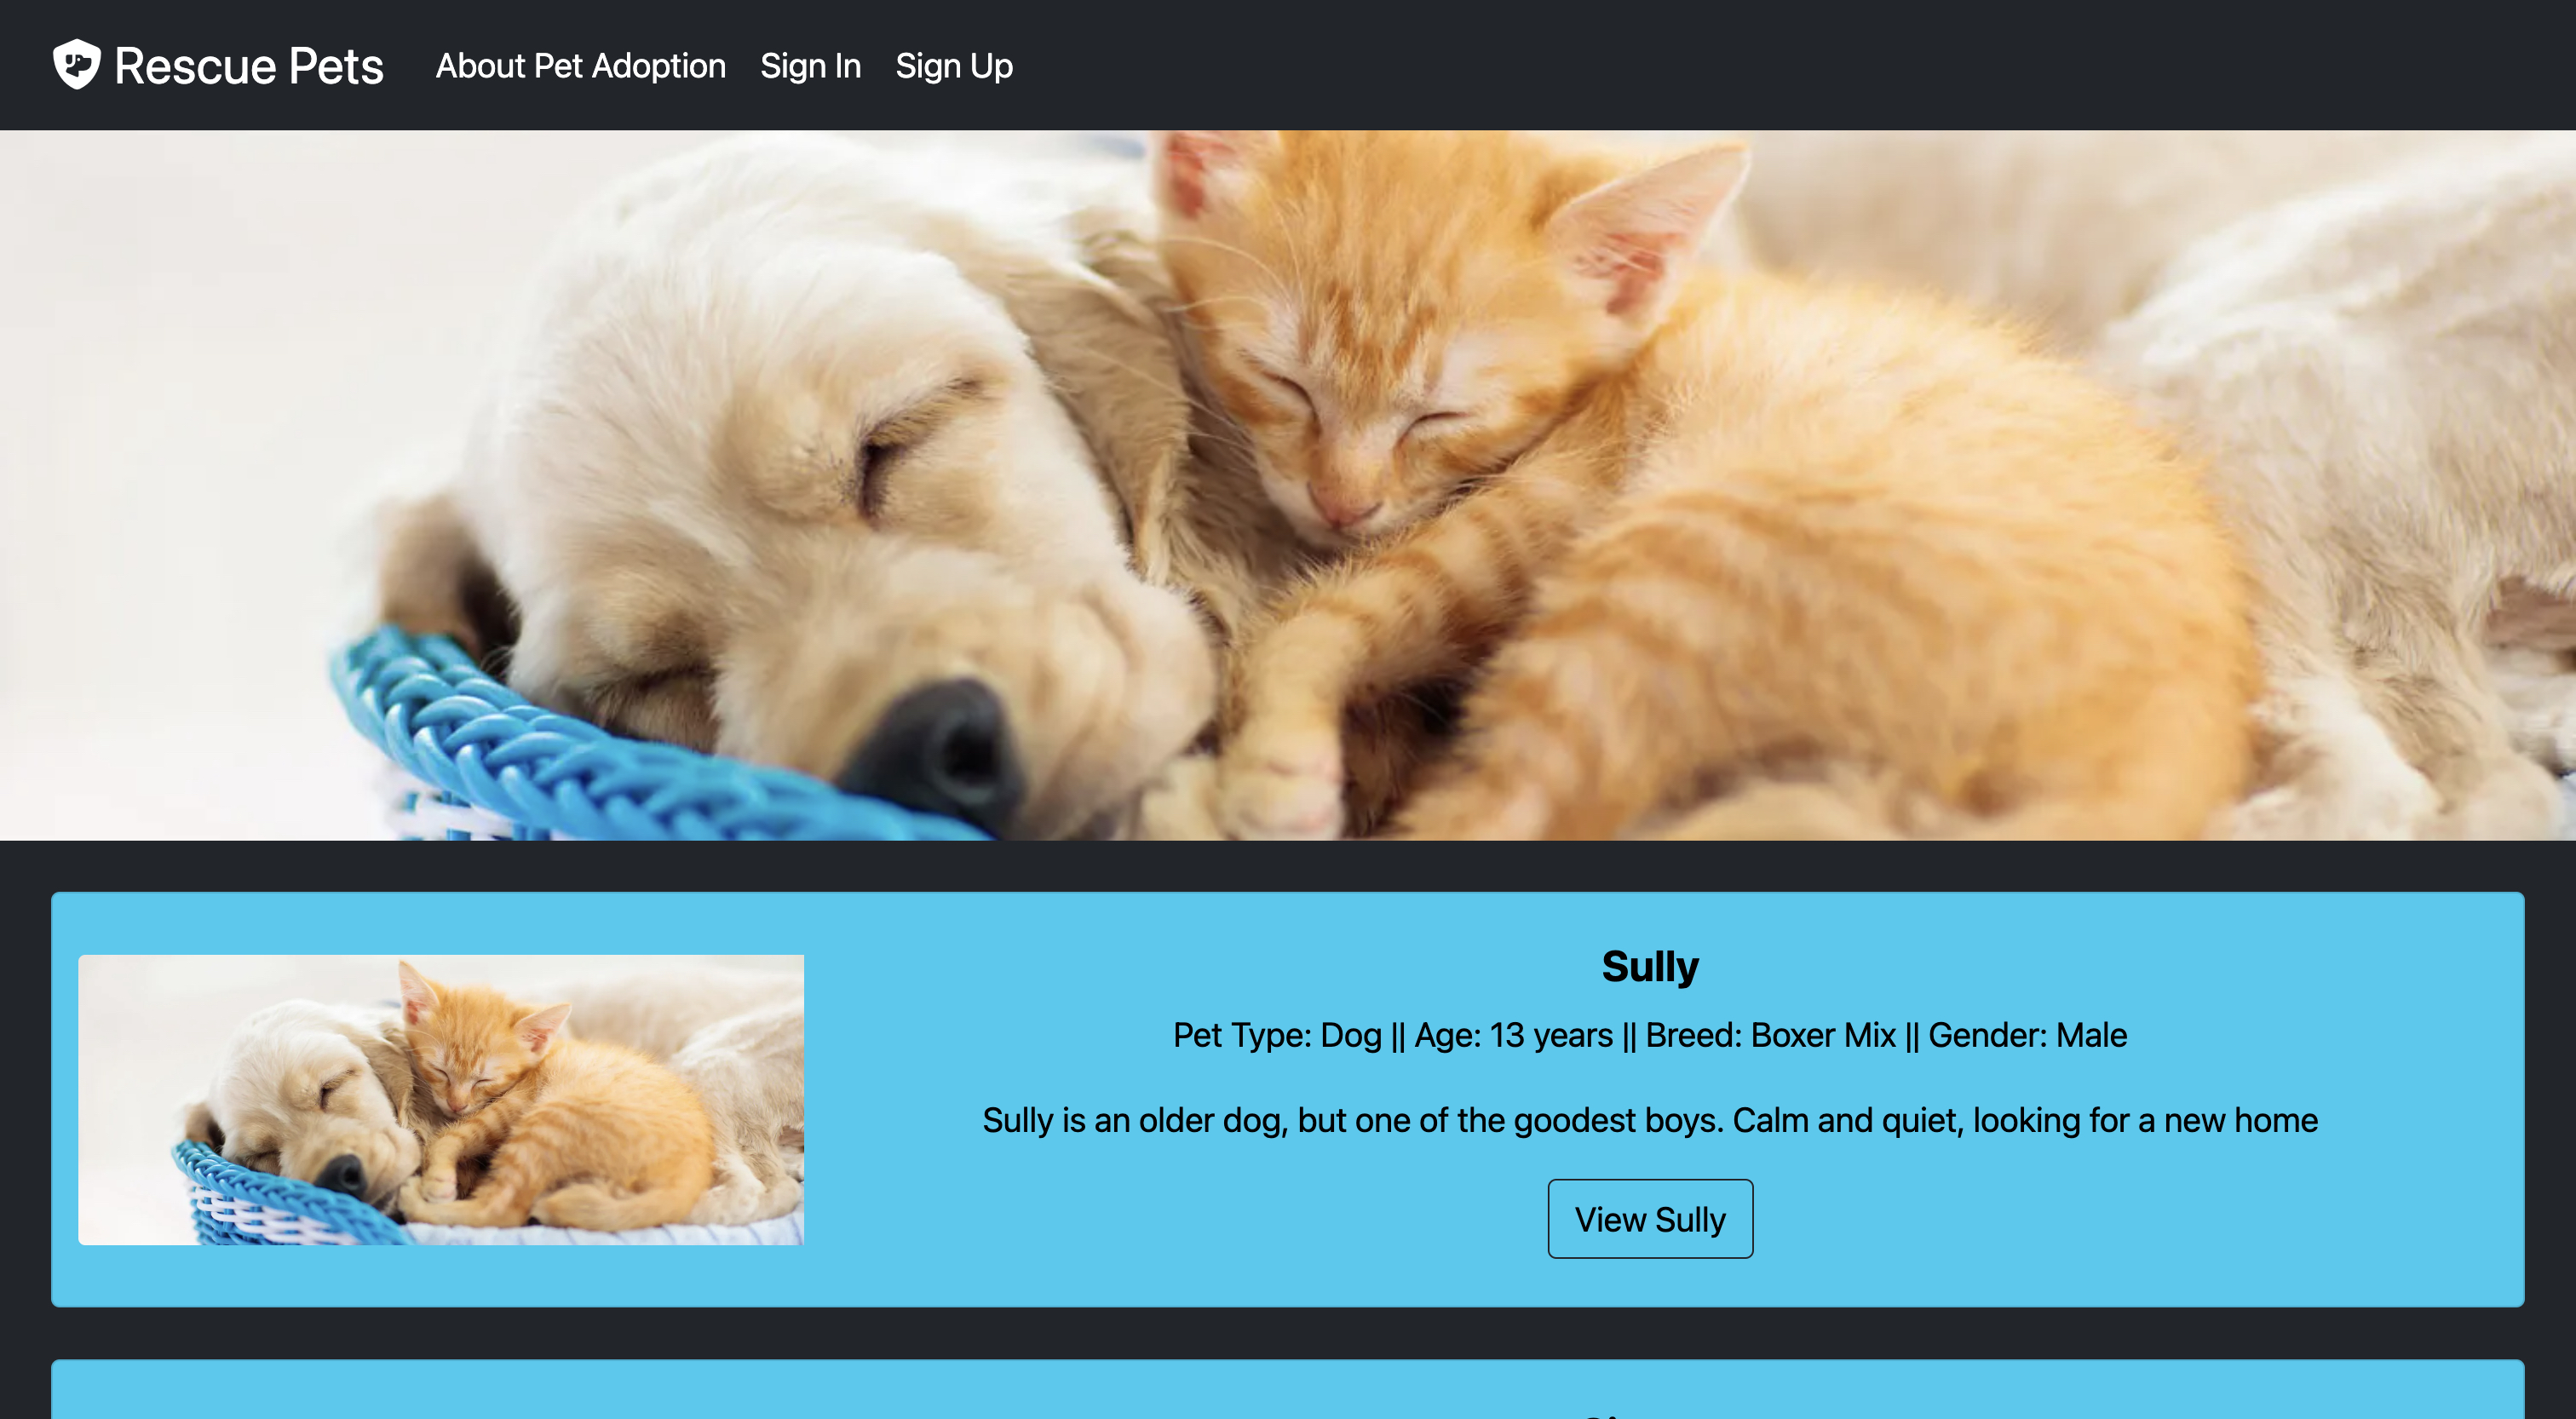 Rescue Pets About Pet Adoption Sign In Sign Up
Sully
Pet Type: Dog || Age: 13 years || Breed: Boxer Mix || Gender: Male
Sully is an older dog, but one of the goodest boys. Calm and quiet, looking for a new home
View Sully